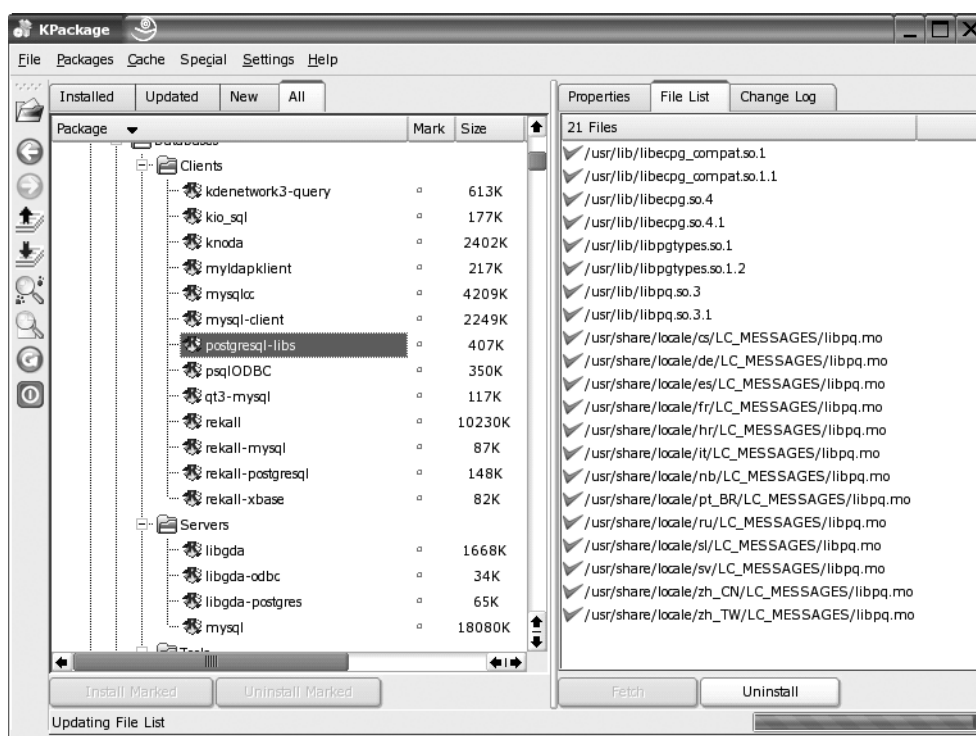 KPackage
File Packages Cache Special Settings Help
Installed Updated New All
Package Mark Size
Databases
Clients
kdenetwork3-query 613K
kio_sql 177K
knoda 2402K
myldapklient 217K
mysqlcc 4209K
mysql-client 2249K
postgresql-libs 407K
psqlODBC 350K
qt3-mysql 117K
rekall 10230K
rekall-mysql 87K
rekall-postgresql 148K
rekall-xbase 82K
Servers
libgda 1668K
libgda-odbc 34K
libgda-postgres 65K
mysql 18080K
Tools
Install Marked Uninstall Marked
Properties File List Change Log
21 Files
/usr/lib/libecpg_compat.so.1
/usr/lib/libecpg_compat.so.1.1
/usr/lib/libecpg.so.4
/usr/lib/libecpg.so.4.1
/usr/lib/libpgtypes.so.1
/usr/lib/libpgtypes.so.1.2
/usr/lib/libpq.so.3
/usr/lib/libpq.so.3.1
/usr/share/locale/cs/LC_MESSAGES/libpq.mo
/usr/share/locale/de/LC_MESSAGES/libpq.mo
/usr/share/locale/es/LC_MESSAGES/libpq.mo
/usr/share/locale/fr/LC_MESSAGES/libpq.mo
/usr/share/locale/hr/LC_MESSAGES/libpq.mo
/usr/share/locale/it/LC_MESSAGES/libpq.mo
/usr/share/locale/nb/LC_MESSAGES/libpq.mo
/usr/share/locale/pt_BR/LC_MESSAGES/libpq.mo
/usr/share/locale/ru/LC_MESSAGES/libpq.mo
/usr/share/locale/sl/LC_MESSAGES/libpq.mo
/usr/share/locale/sv/LC_MESSAGES/libpq.mo
/usr/share/locale/zh_CN/LC_MESSAGES/libpq.mo
/usr/share/locale/zh_TW/LC_MESSAGES/libpq.mo
Fetch Uninstall
Updating File List